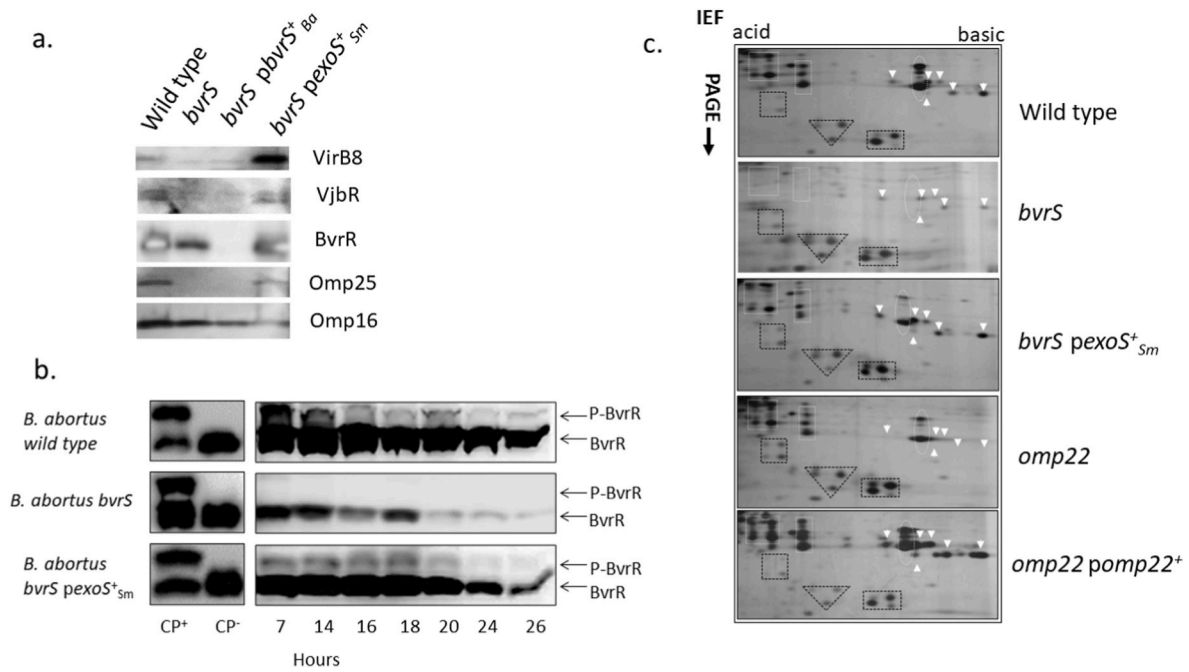 a.
Wild type
bvrS
bvrS pbvrS+ Ba
bvrS pexoS+ Sm
VirB8
VjbR
BvrR
Omp25
Omp16
b.
B. abortus
wild type
P-BvrR
BvrR
B. abortus bvrS
P-BvrR
BvrR
B. abortus
bvrS pexoS+Sm
P-BvrR
BvrR
CP+ CP- 7 14 16 18 20 24 26
Hours
c.
IEF
acid basic
PAGE
Wild type
bvrS
bvrS pexoS+Sm
omp22
omp22 pomp22+